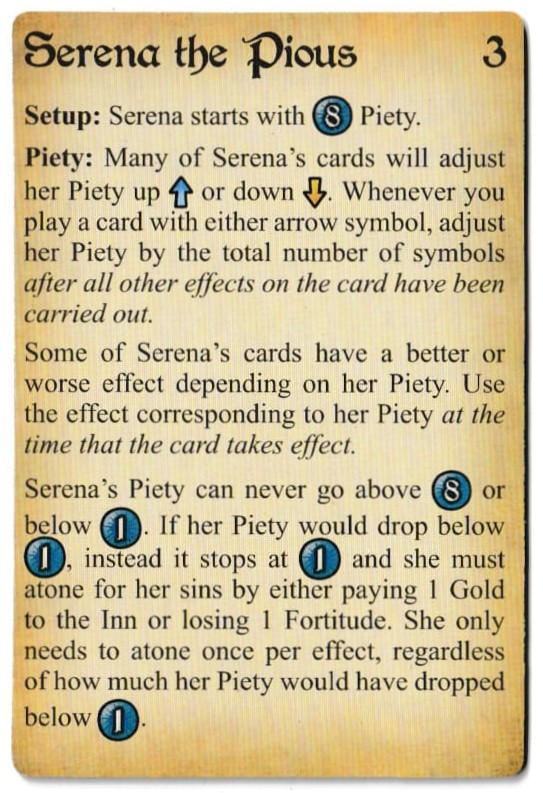 Serena the Pious 3
Setup: Serena starts with 8 Piety.
Piety: Many of Serena's cards will adjust
her Piety up ⬆ or down ⬇. Whenever you
play a card with either arrow symbol, adjust
her Piety by the total number of symbols
after all other effects on the card have been
carried out.
Some of Serena's cards have a better or
worse effect depending on her Piety. Use
the effect corresponding to her Piety at the
time that the card takes effect.
Serena's Piety can never go above 8 or
below 1. If her Piety would drop below
1, instead it stops at 1 and she must
atone for her sins by either paying 1 Gold
to the Inn or losing 1 Fortitude. She only
needs to atone once per effect, regardless
of how much her Piety would have dropped
below 1.